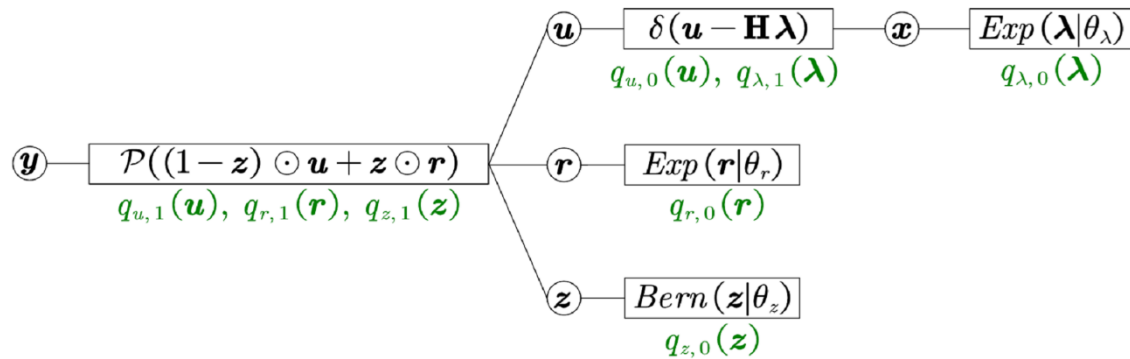 u δ(u − Hλ) x Exp(λ|θ_λ)
q_{u,0}(u), q_{λ,1}(λ) q_{λ,0}(λ)
y 𝒫((1−z) ⊙ u + z ⊙ r) r Exp(r|θ_r)
q_{u,1}(u), q_{r,1}(r), q_{z,1}(z) q_{r,0}(r)
z Bern(z|θ_z)
q_{z,0}(z)